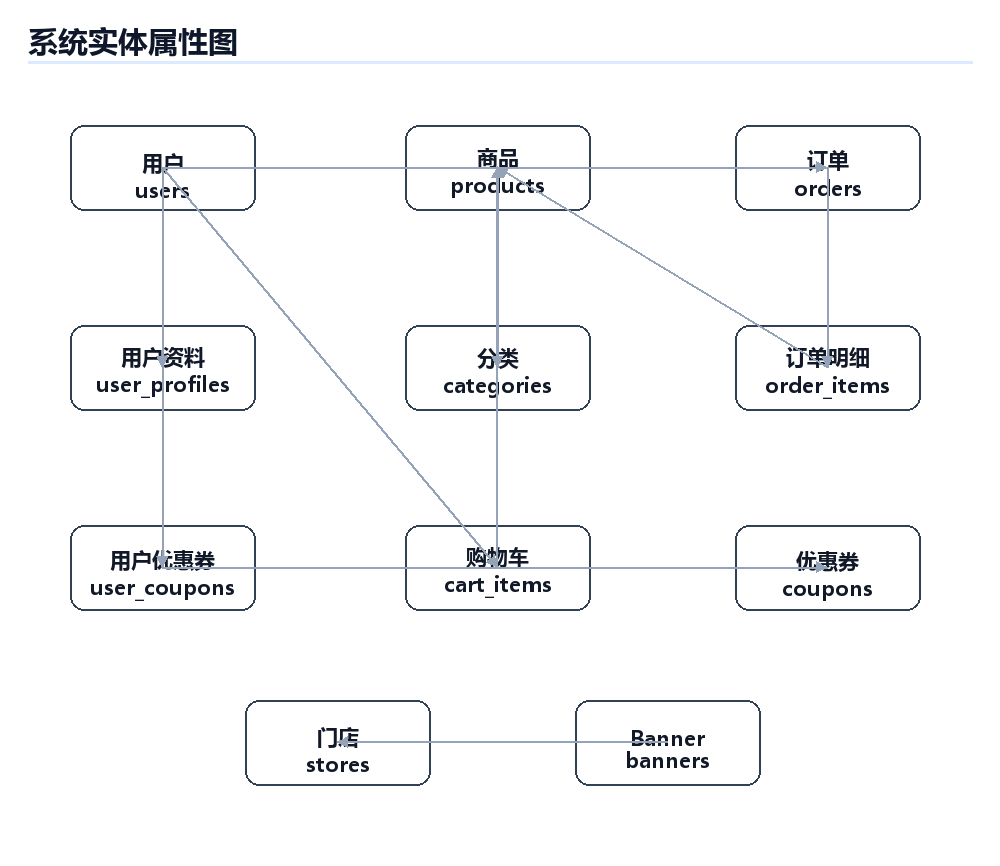 系统实体属性图
用户
users
商品
products
订单
orders
用户资料
user_profiles
分类
categories
订单明细
order_items
用户优惠券
user_coupons
购物车
cart_items
优惠券
coupons
门店
stores
Banner
banners